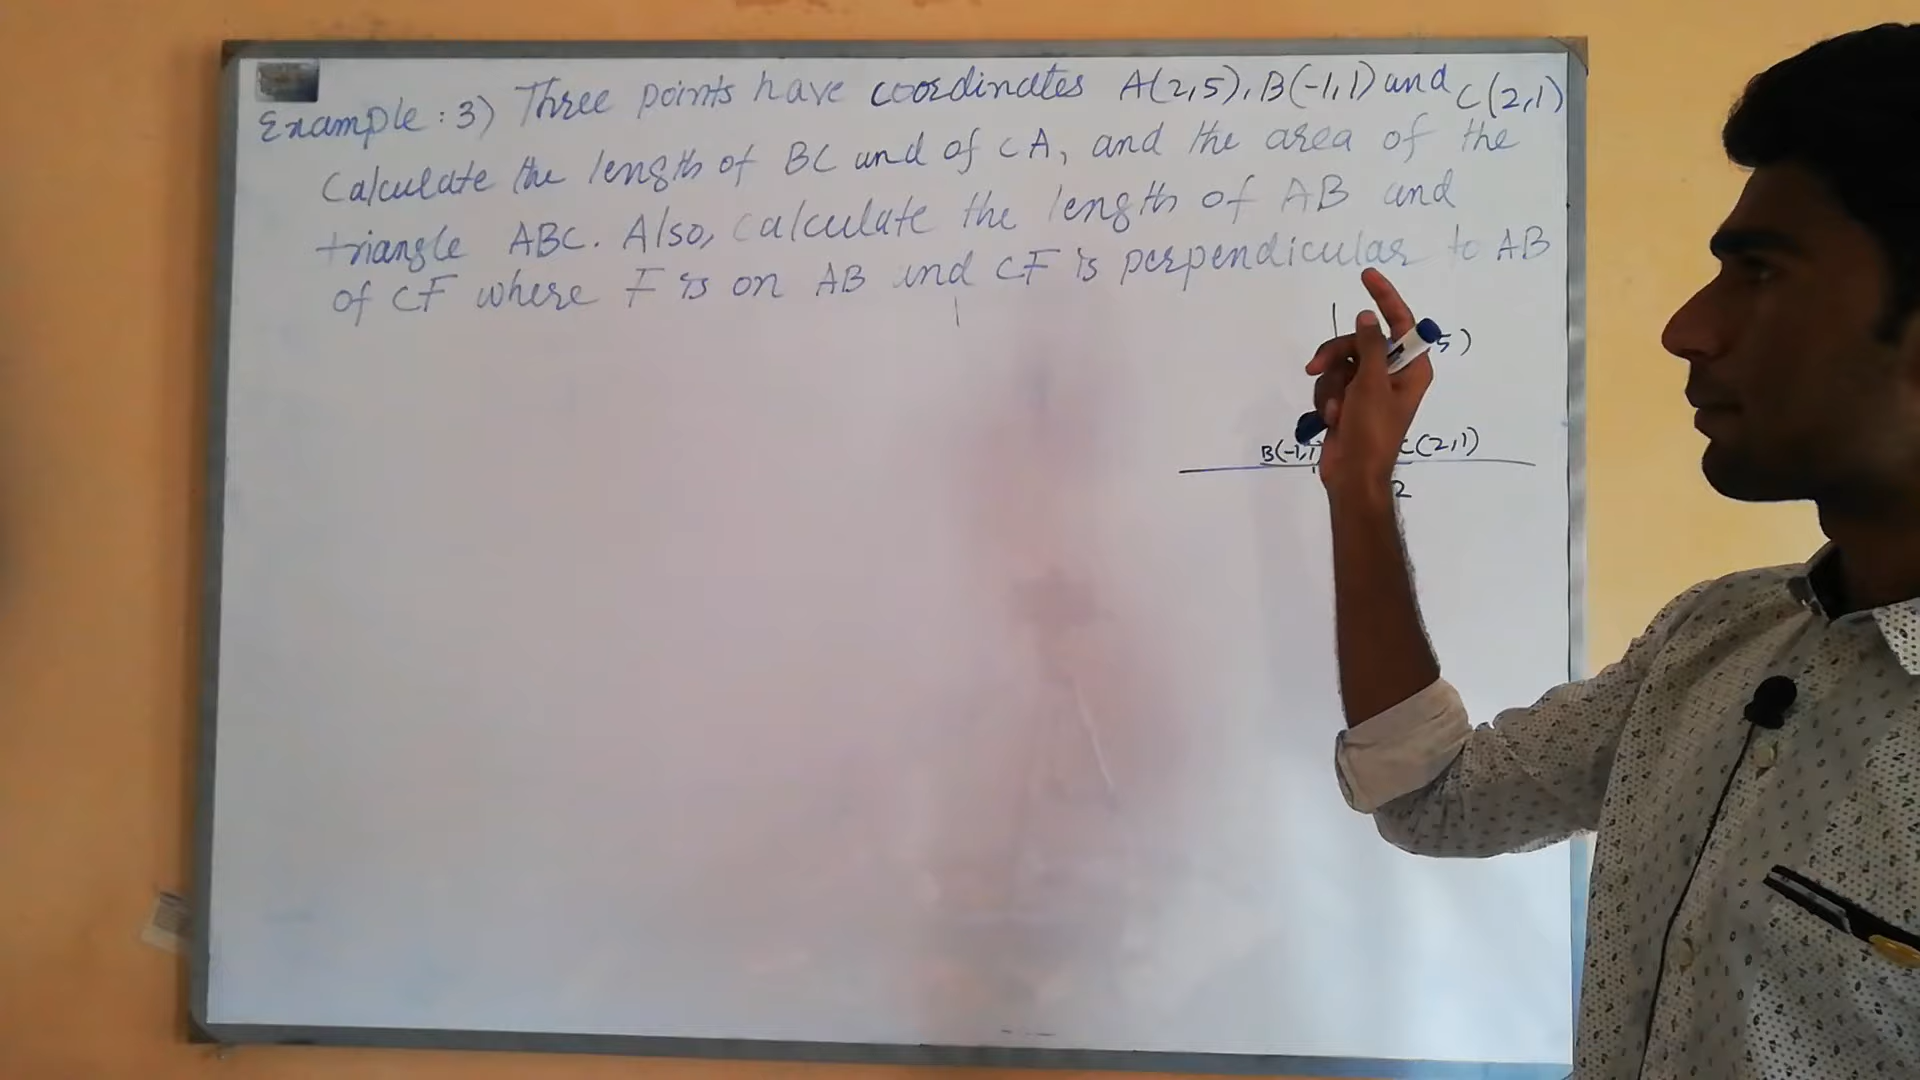 Example: 3) Three points have coordinates A(2,5), B(-1,1) and C(2,1)
Calculate the length of BC and of CA, and the area of the
triangle ABC. Also, Calculate the length of AB and
of CF where F is on AB and CF is perpendicular to AB
5)
B(-1,1) C(2,1)
2